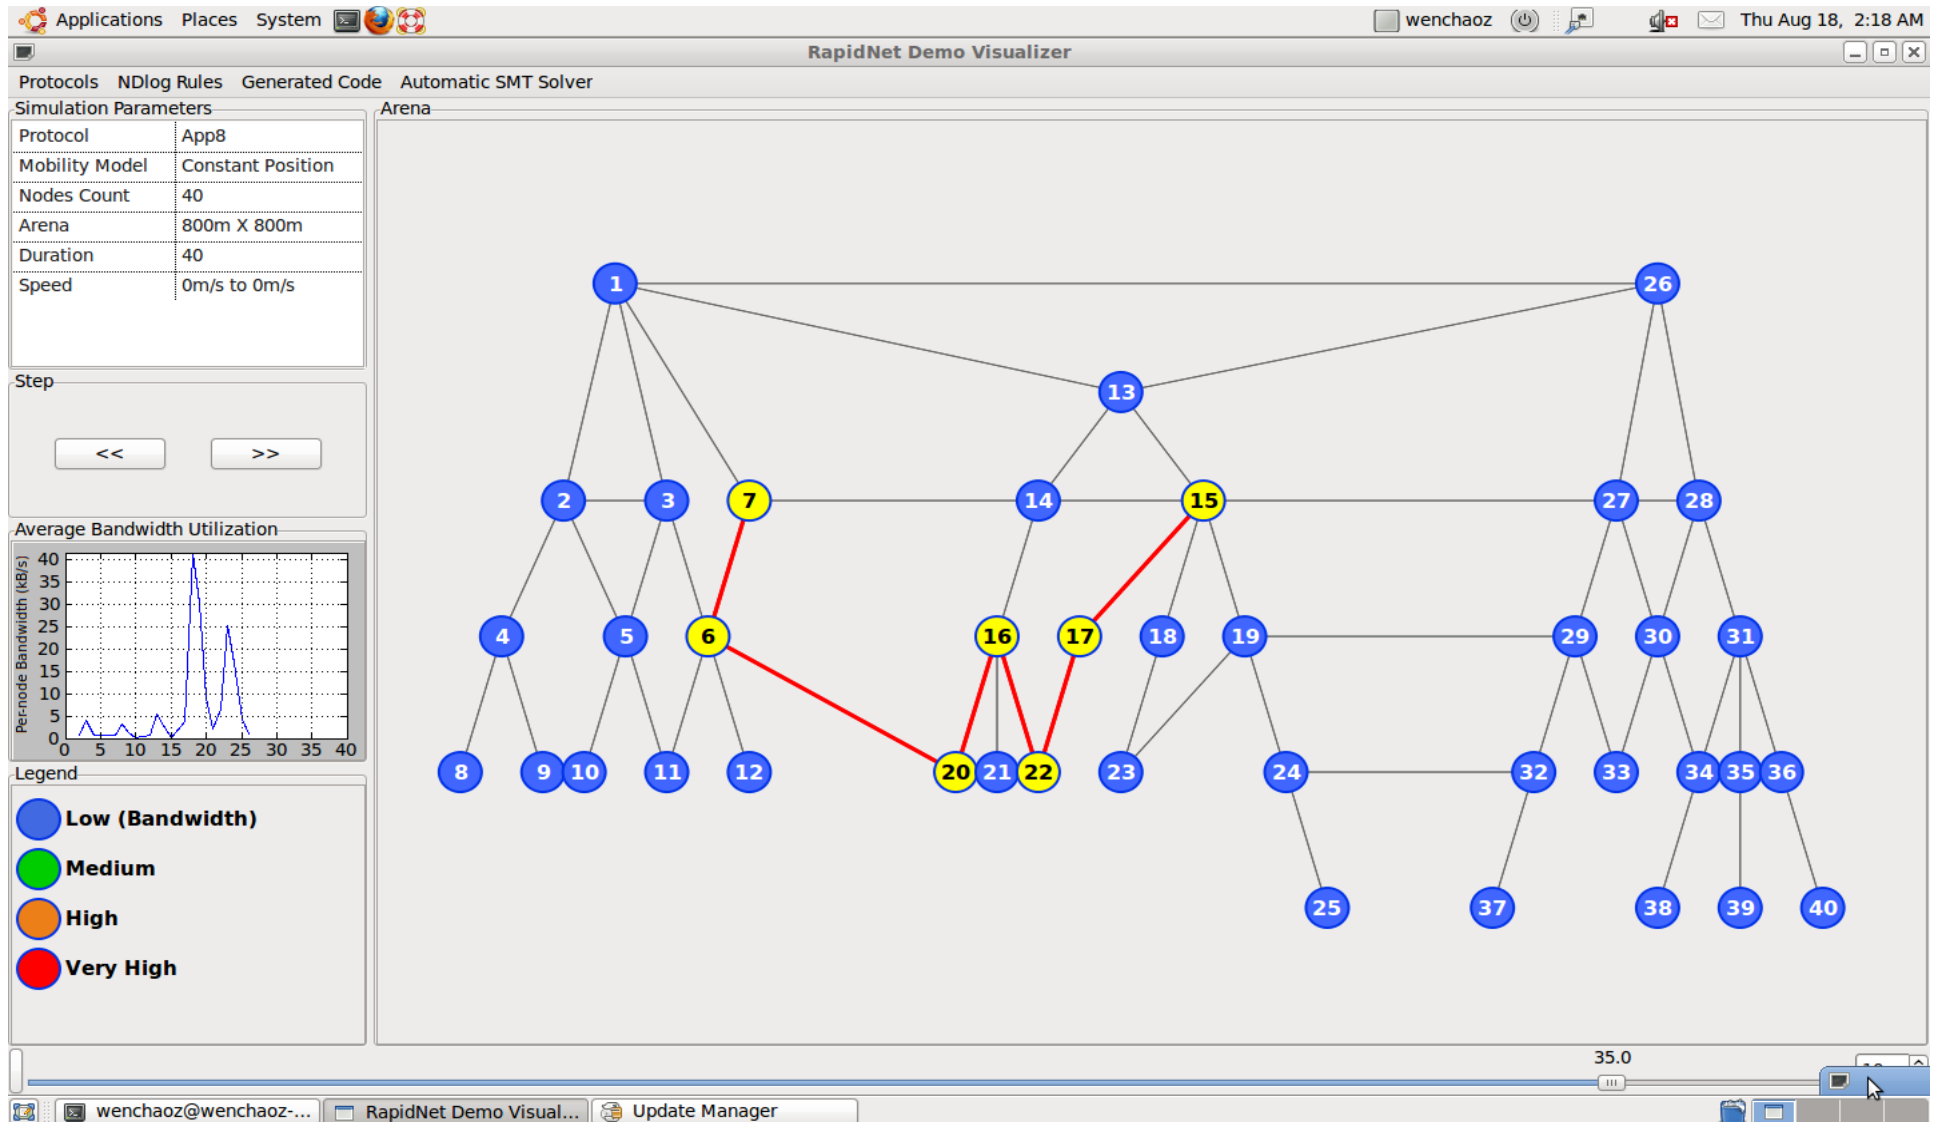 Applications Places System wenchaoz Thu Aug 18, 2:18 AM
RapidNet Demo Visualizer
Protocols NDlog Rules Generated Code Automatic SMT Solver
Simulation Parameters
Protocol App8
Mobility Model Constant Position
Nodes Count 40
Arena 800m X 800m
Duration 40
Speed 0m/s to 0m/s
Step
<< >>
Average Bandwidth Utilization
Per-node Bandwidth (kB/s)
40
35
30
25
20
15
10
5
0
0 5 10 15 20 25 30 35 40
Legend
Low (Bandwidth)
Medium
High
Very High
Arena
1 26
13
2 3 7 14 15 27 28
4 5 6 16 17 18 19 29 30 31
8 9 10 11 12 20 21 22 23 24 32 33 34 35 36
25 37 38 39 40
35.0
wenchaoz@wenchaoz-... RapidNet Demo Visual... Update Manager